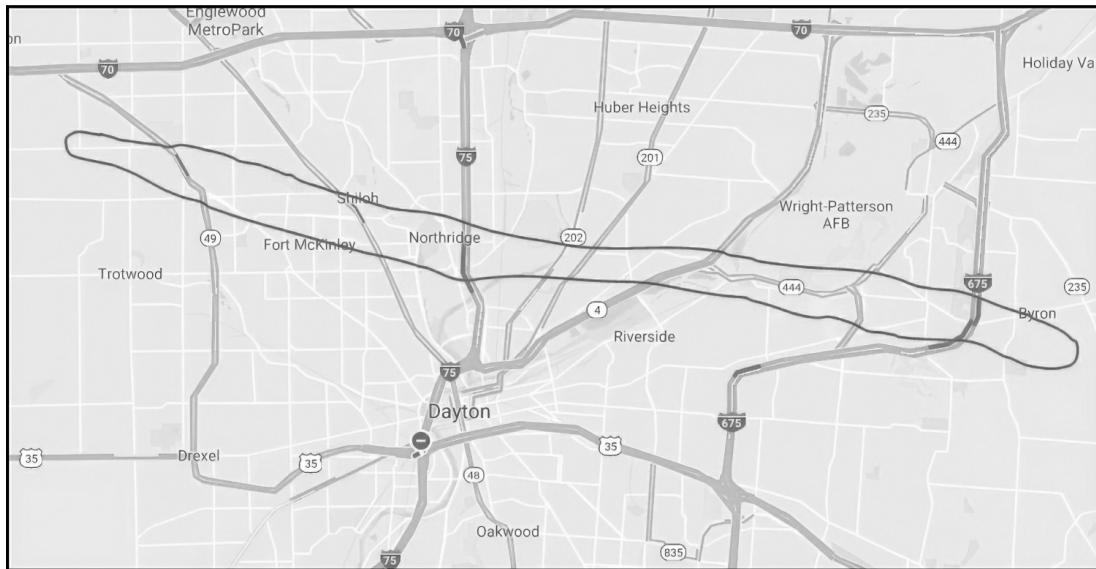 Englewood
MetroPark
on
70
70
70
Holiday Va
Huber Heights
235
444
201
75
Shiloh
Wright-Patterson
AFB
49
Fort McKinley
Northridge
202
Trotwood
444
675
235
Byron
4
Riverside
75
Dayton
675
35
Drexel
35
35
48
Oakwood
835
75